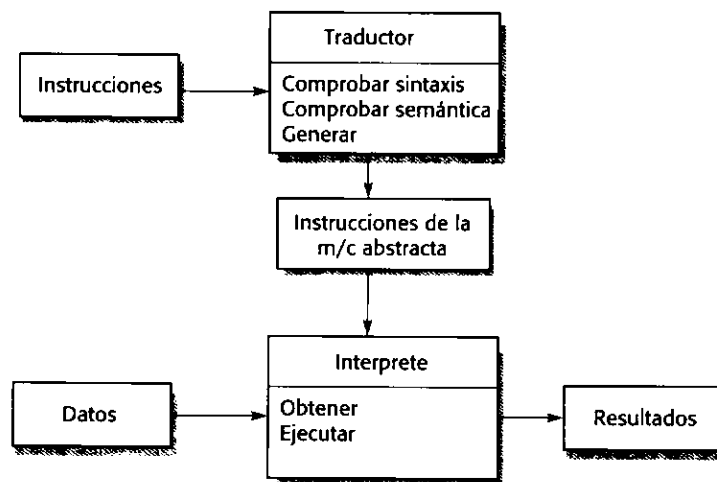 Traductor
Instrucciones
Comprobar sintaxis
Comprobar semántica
Generar
Instrucciones de la
m/c abstracta
Interprete
Datos
Obtener
Ejecutar
Resultados